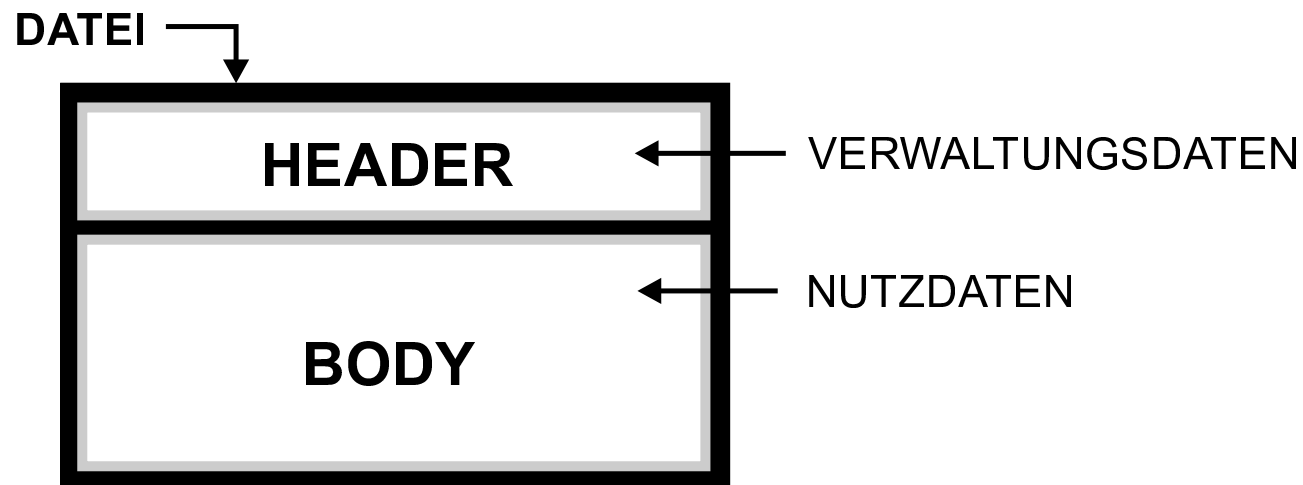 DATEI
HEADER
VERWALTUNGSDATEN
NUTZDATEN
BODY